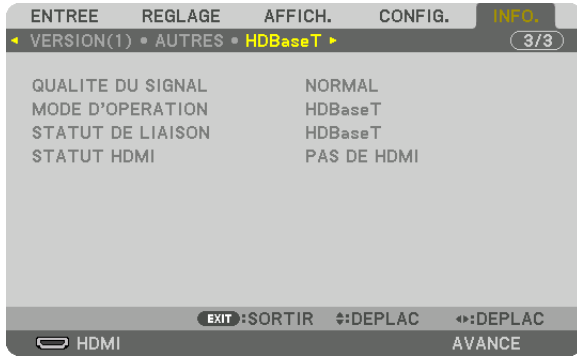 ENTREE REGLAGE AFFICH. CONFIG. INFO.
◂ VERSION(1) • AUTRES • HDBaseT ▸ 3/3
QUALITE DU SIGNAL NORMAL
MODE D'OPERATION HDBaseT
STATUT DE LIAISON HDBaseT
STATUT HDMI PAS DE HDMI
EXIT :SORTIR ♦:DEPLAC ◂▸:DEPLAC
HDMI AVANCE